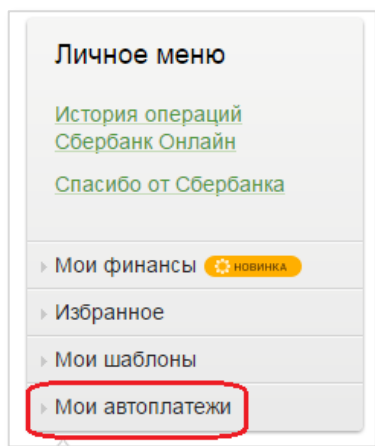 Личное меню
История операций
Сбербанк Онлайн
Спасибо от Сбербанка
Мои финансы НОВИНКА
Избранное
Мои шаблоны
Мои автоплатежи